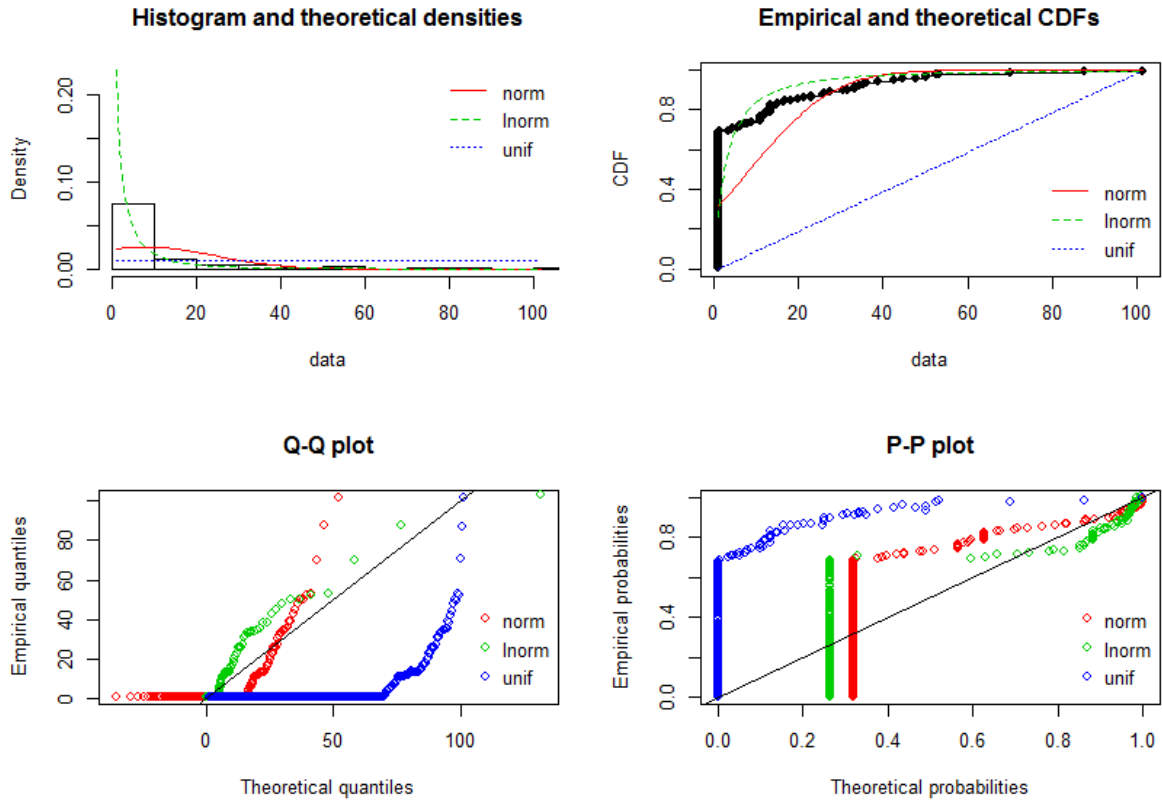 Histogram and theoretical densities
Density
0.00
0.10
0.20
norm
lnorm
unif
0 20 40 60 80 100
data
Empirical and theoretical CDFs
CDF
0.0
0.4
0.8
norm
lnorm
unif
0 20 40 60 80 100
data
Q-Q plot
Empirical quantiles
0
20
40
60
80
norm
lnorm
unif
0 50 100
Theoretical quantiles
P-P plot
Empirical probabilities
0.0
0.4
0.8
norm
lnorm
unif
0.0 0.2 0.4 0.6 0.8 1.0
Theoretical probabilities